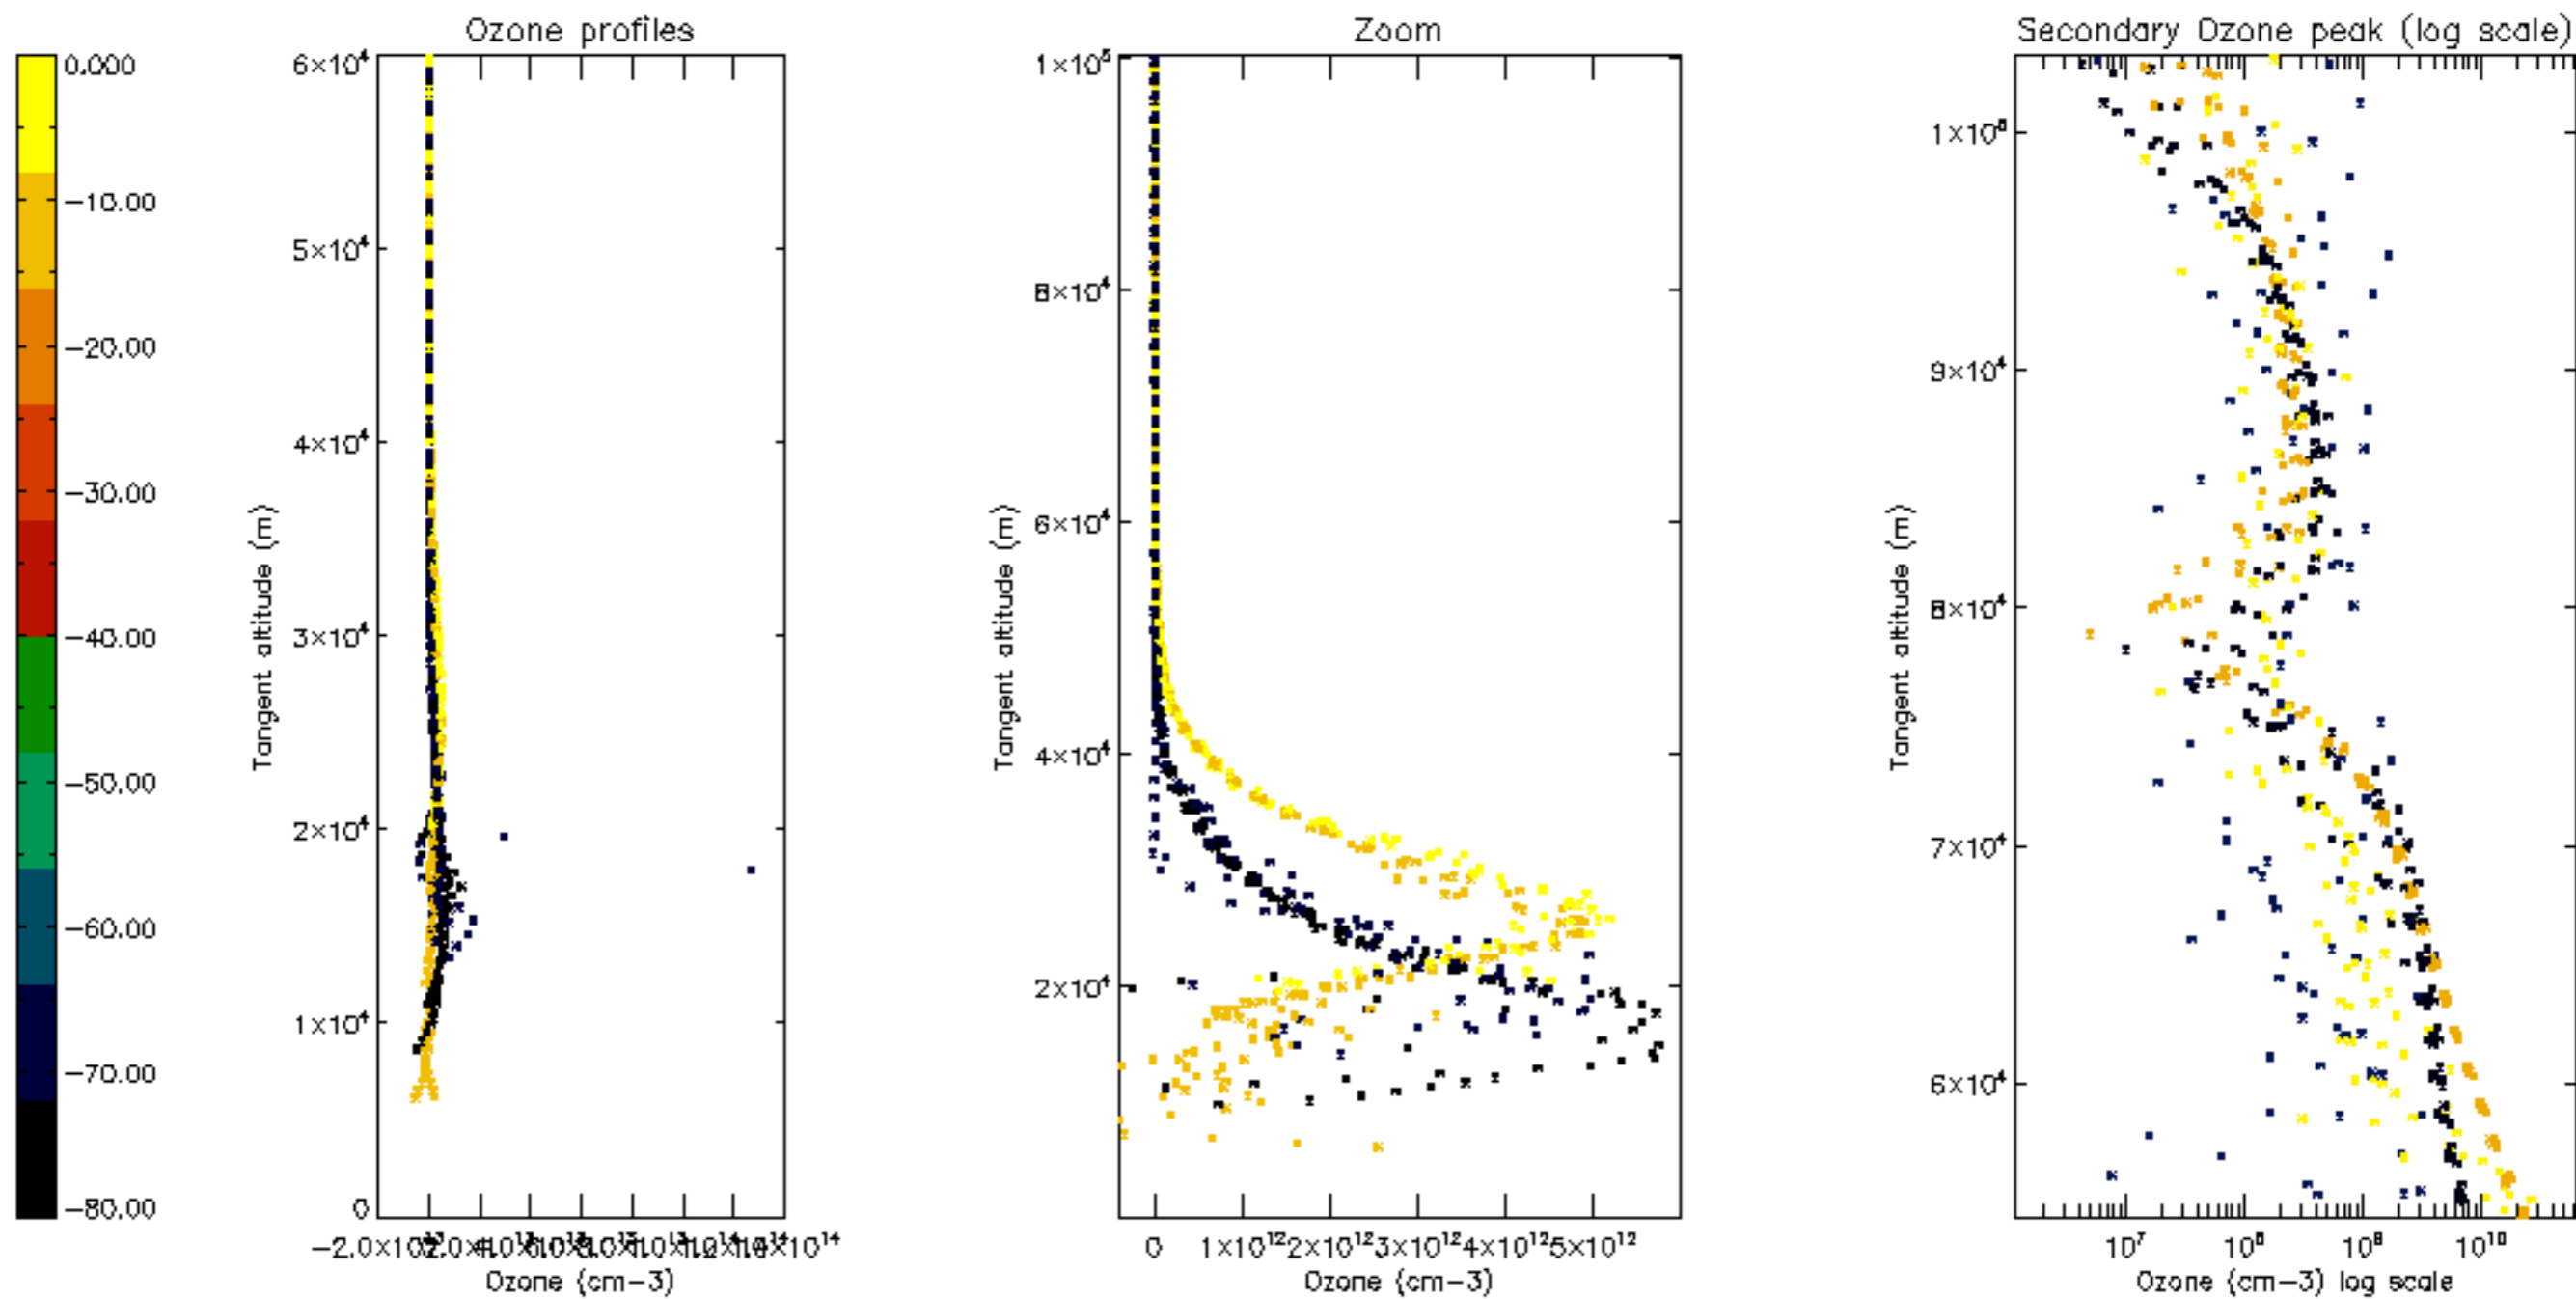 Ozone profiles
Zoom
Secondary Ozone peak (log scale)
0.000
−10.00
−20.00
−30.00
−40.00
−50.00
−60.00
−70.00
−80.00
6×10⁴
5×10⁴
4×10⁴
3×10⁴
2×10⁴
1×10⁴
0
Tangent altitude (m)
Ozone (cm−3)
1×10⁵
8×10⁴
6×10⁴
4×10⁴
2×10⁴
Tangent altitude (m)
0 1×10¹² 2×10¹² 3×10¹² 4×10¹² 5×10¹²
Ozone (cm−3)
9×10⁴
8×10⁴
7×10⁴
6×10⁴
Tangent altitude (m)
10⁷ 10⁸ 10⁹ 10¹⁰
Ozone (cm−3) log scale